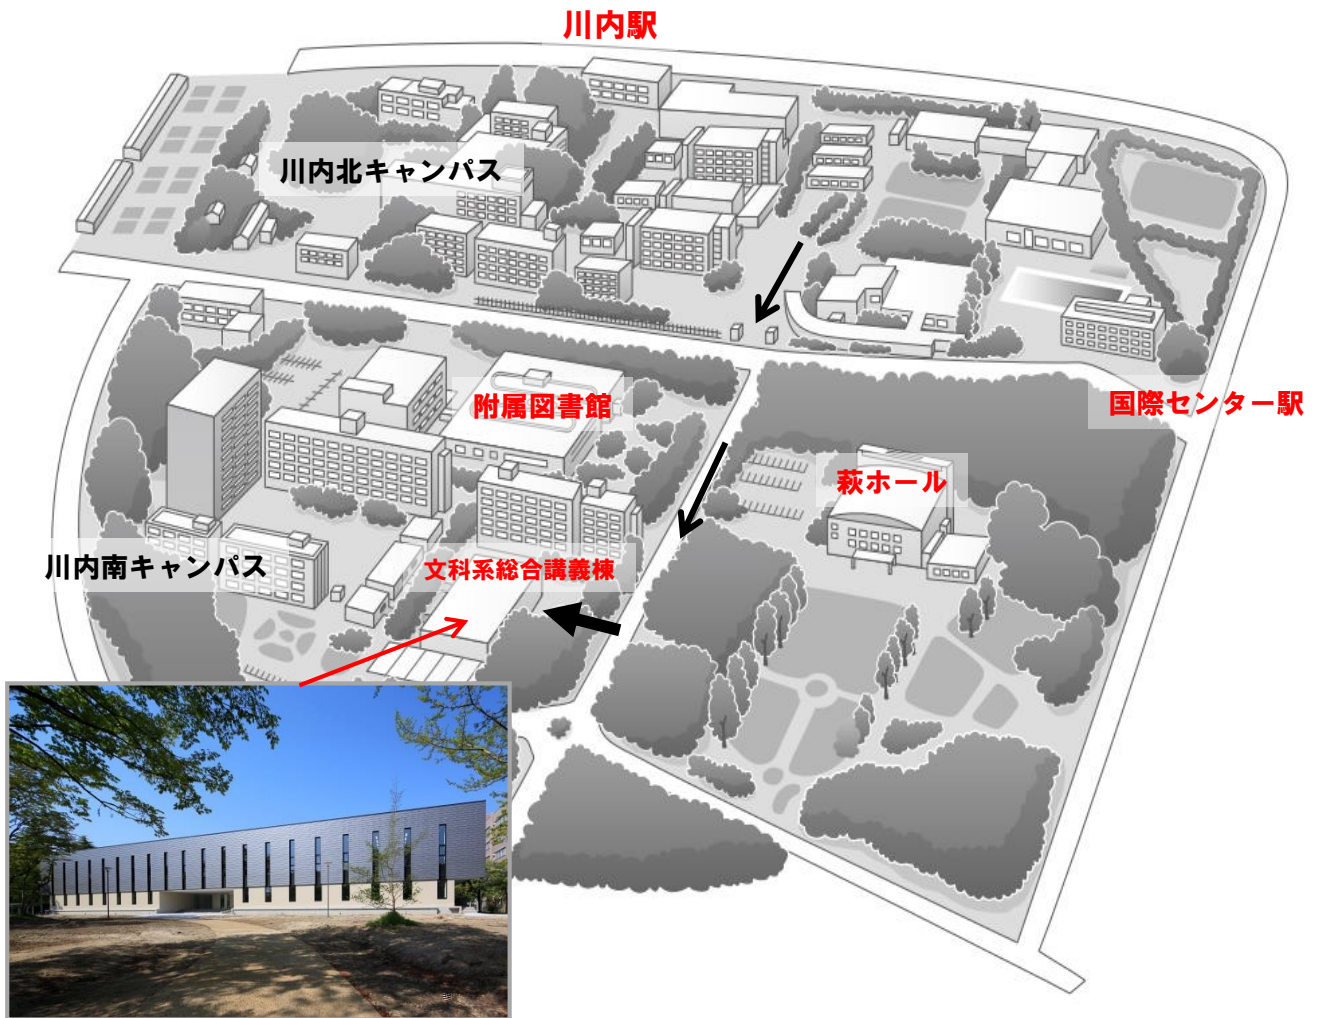 川内駅
川内北キャンパス
附属図書館
国際センター駅
萩ホール
川内南キャンパス
文科系総合講義棟